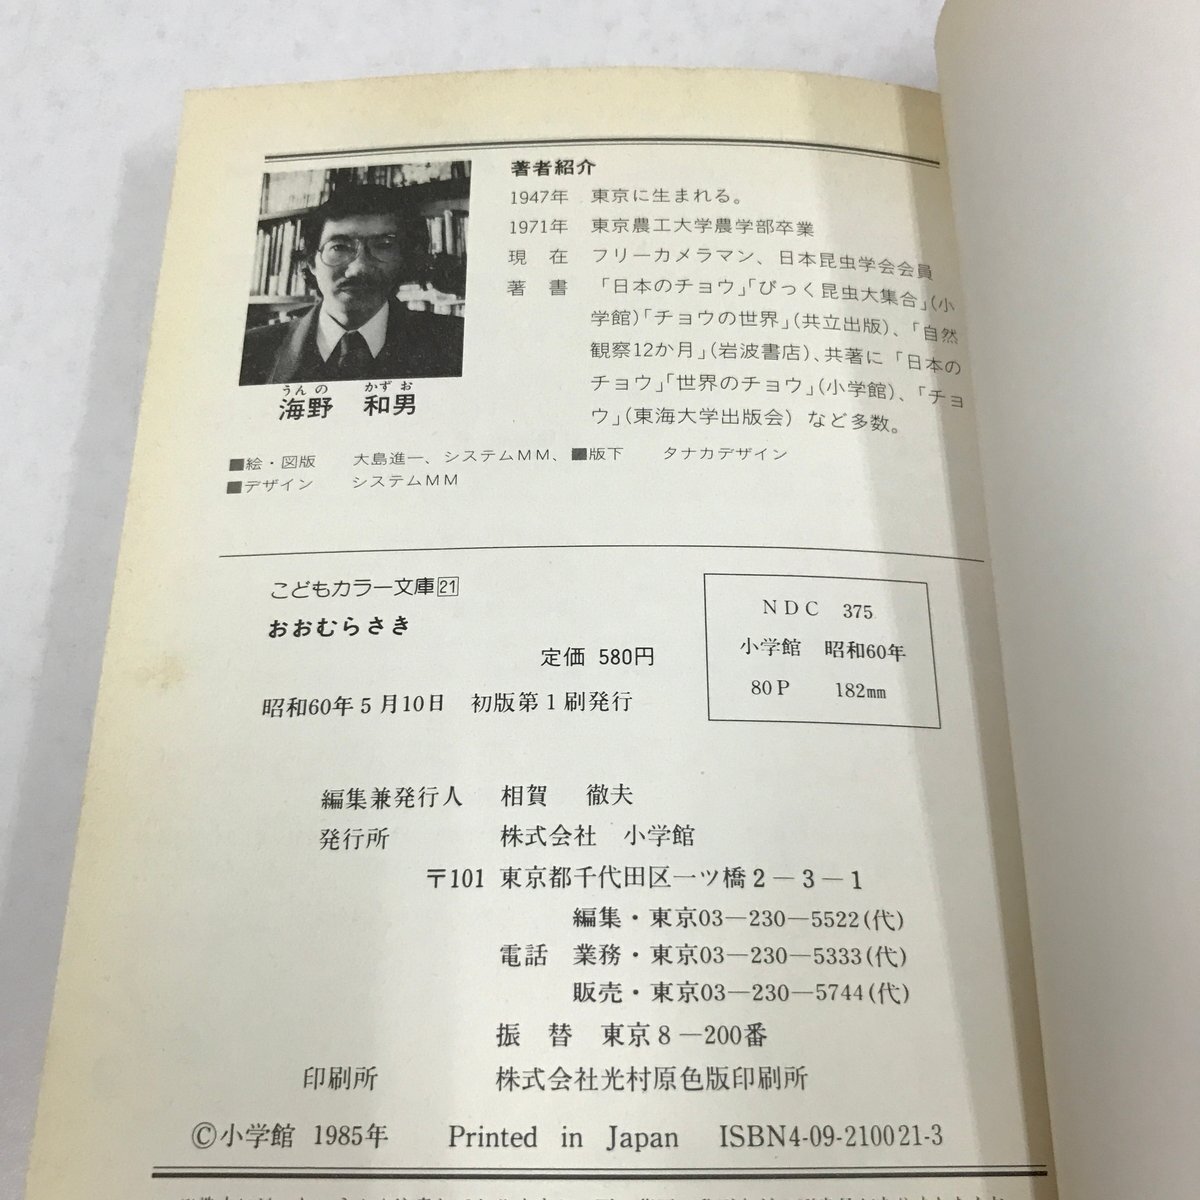 著者紹介
1947年 東京に生まれる。
1971年 東京農工大学農学部卒業
現 在 フリーカメラマン、日本昆虫学会会員
著 書 「日本のチョウ」「びっく昆虫大集合」(小
学館)「チョウの世界」(共立出版)、「自然
観察12か月」(岩波書店)、共著に「日本の
チョウ」「世界のチョウ」(小学館)、「チョ
ウ」(東海大学出版会) など多数。
うんの かずお
海野 和男
■絵・図版 大島進一、システムMM、■版下 タナカデザイン
■デザイン システムMM
こどもカラー文庫21
おおむらさき
定価 580円
昭和60年5月10日 初版第1刷発行
NDC 375
小学館 昭和60年
80P 182mm
編集兼発行人 相賀 徹夫
発行所 株式会社 小学館
〒101 東京都千代田区一ツ橋2－3－1
編集・東京03―230―5522(代)
電話 業務・東京03―230―5333(代)
販売・東京03―230―5744(代)
振 替 東京8―200番
印刷所 株式会社光村原色版印刷所
©小学館 1985年 Printed in Japan ISBN4-09-210021-3